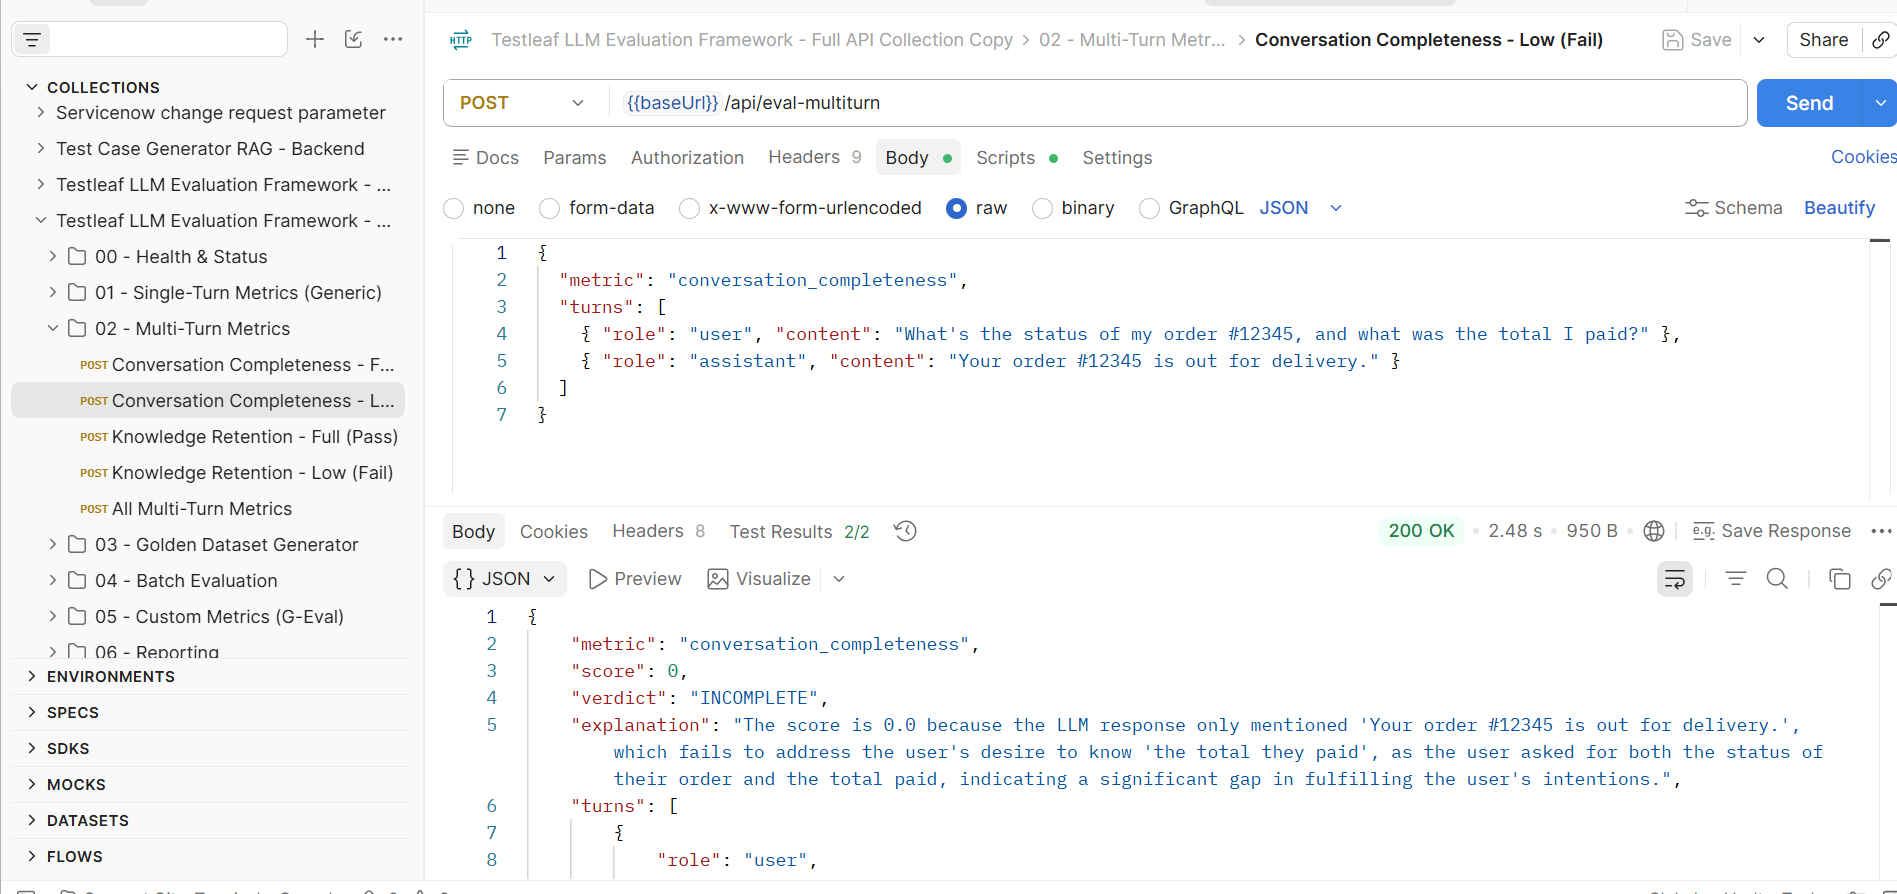 COLLECTIONS
Servicenow change request parameter
Test Case Generator RAG - Backend
Testleaf LLM Evaluation Framework - ...
Testleaf LLM Evaluation Framework - ...
00 - Health & Status
01 - Single-Turn Metrics (Generic)
02 - Multi-Turn Metrics
POST Conversation Completeness - F...
POST Conversation Completeness - L...
POST Knowledge Retention - Full (Pass)
POST Knowledge Retention - Low (Fail)
POST All Multi-Turn Metrics
03 - Golden Dataset Generator
04 - Batch Evaluation
05 - Custom Metrics (G-Eval)
06 - Reporting
ENVIRONMENTS
SPECS
SDKS
MOCKS
DATASETS
FLOWS
HTTP Testleaf LLM Evaluation Framework - Full API Collection Copy > 02 - Multi-Turn Metr... > Conversation Completeness - Low (Fail) Save Share
POST {{baseUrl}} /api/eval-multiturn Send
Docs Params Authorization Headers 9 Body Scripts Settings Cookies
none form-data x-www-form-urlencoded raw binary GraphQL JSON Schema Beautify
1 {
2 "metric": "conversation_completeness",
3 "turns": [
4 { "role": "user", "content": "What's the status of my order #12345, and what was the total I paid?" },
5 { "role": "assistant", "content": "Your order #12345 is out for delivery." }
6 ]
7 }
Body Cookies Headers 8 Test Results 2/2 200 OK • 2.48 s • 950 B • e.g. Save Response
{} JSON Preview Visualize
1 {
2 "metric": "conversation_completeness",
3 "score": 0,
4 "verdict": "INCOMPLETE",
5 "explanation": "The score is 0.0 because the LLM response only mentioned 'Your order #12345 is out for delivery.',
which fails to address the user's desire to know 'the total they paid', as the user asked for both the status of
their order and the total paid, indicating a significant gap in fulfilling the user's intentions.",
6 "turns": [
7 {
8 "role": "user",